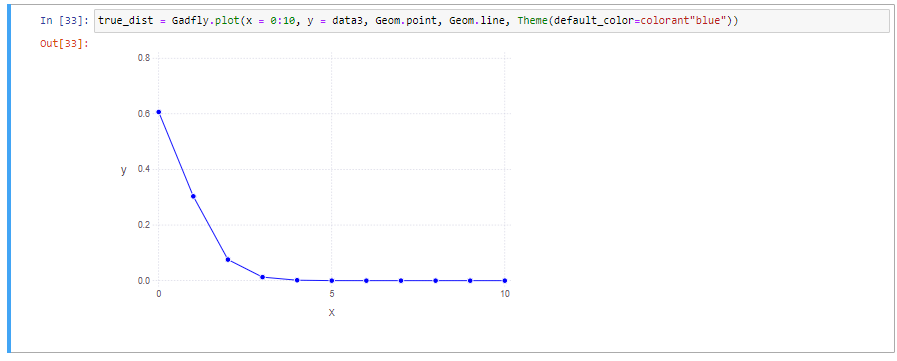 In [33]: true_dist = Gadfly.plot(x = 0:10, y = data3, Geom.point, Geom.line, Theme(default_color=colorant"blue"))
Out[33]:
0.8
0.6
y 0.4
0.2
0.0
0 5 10
X